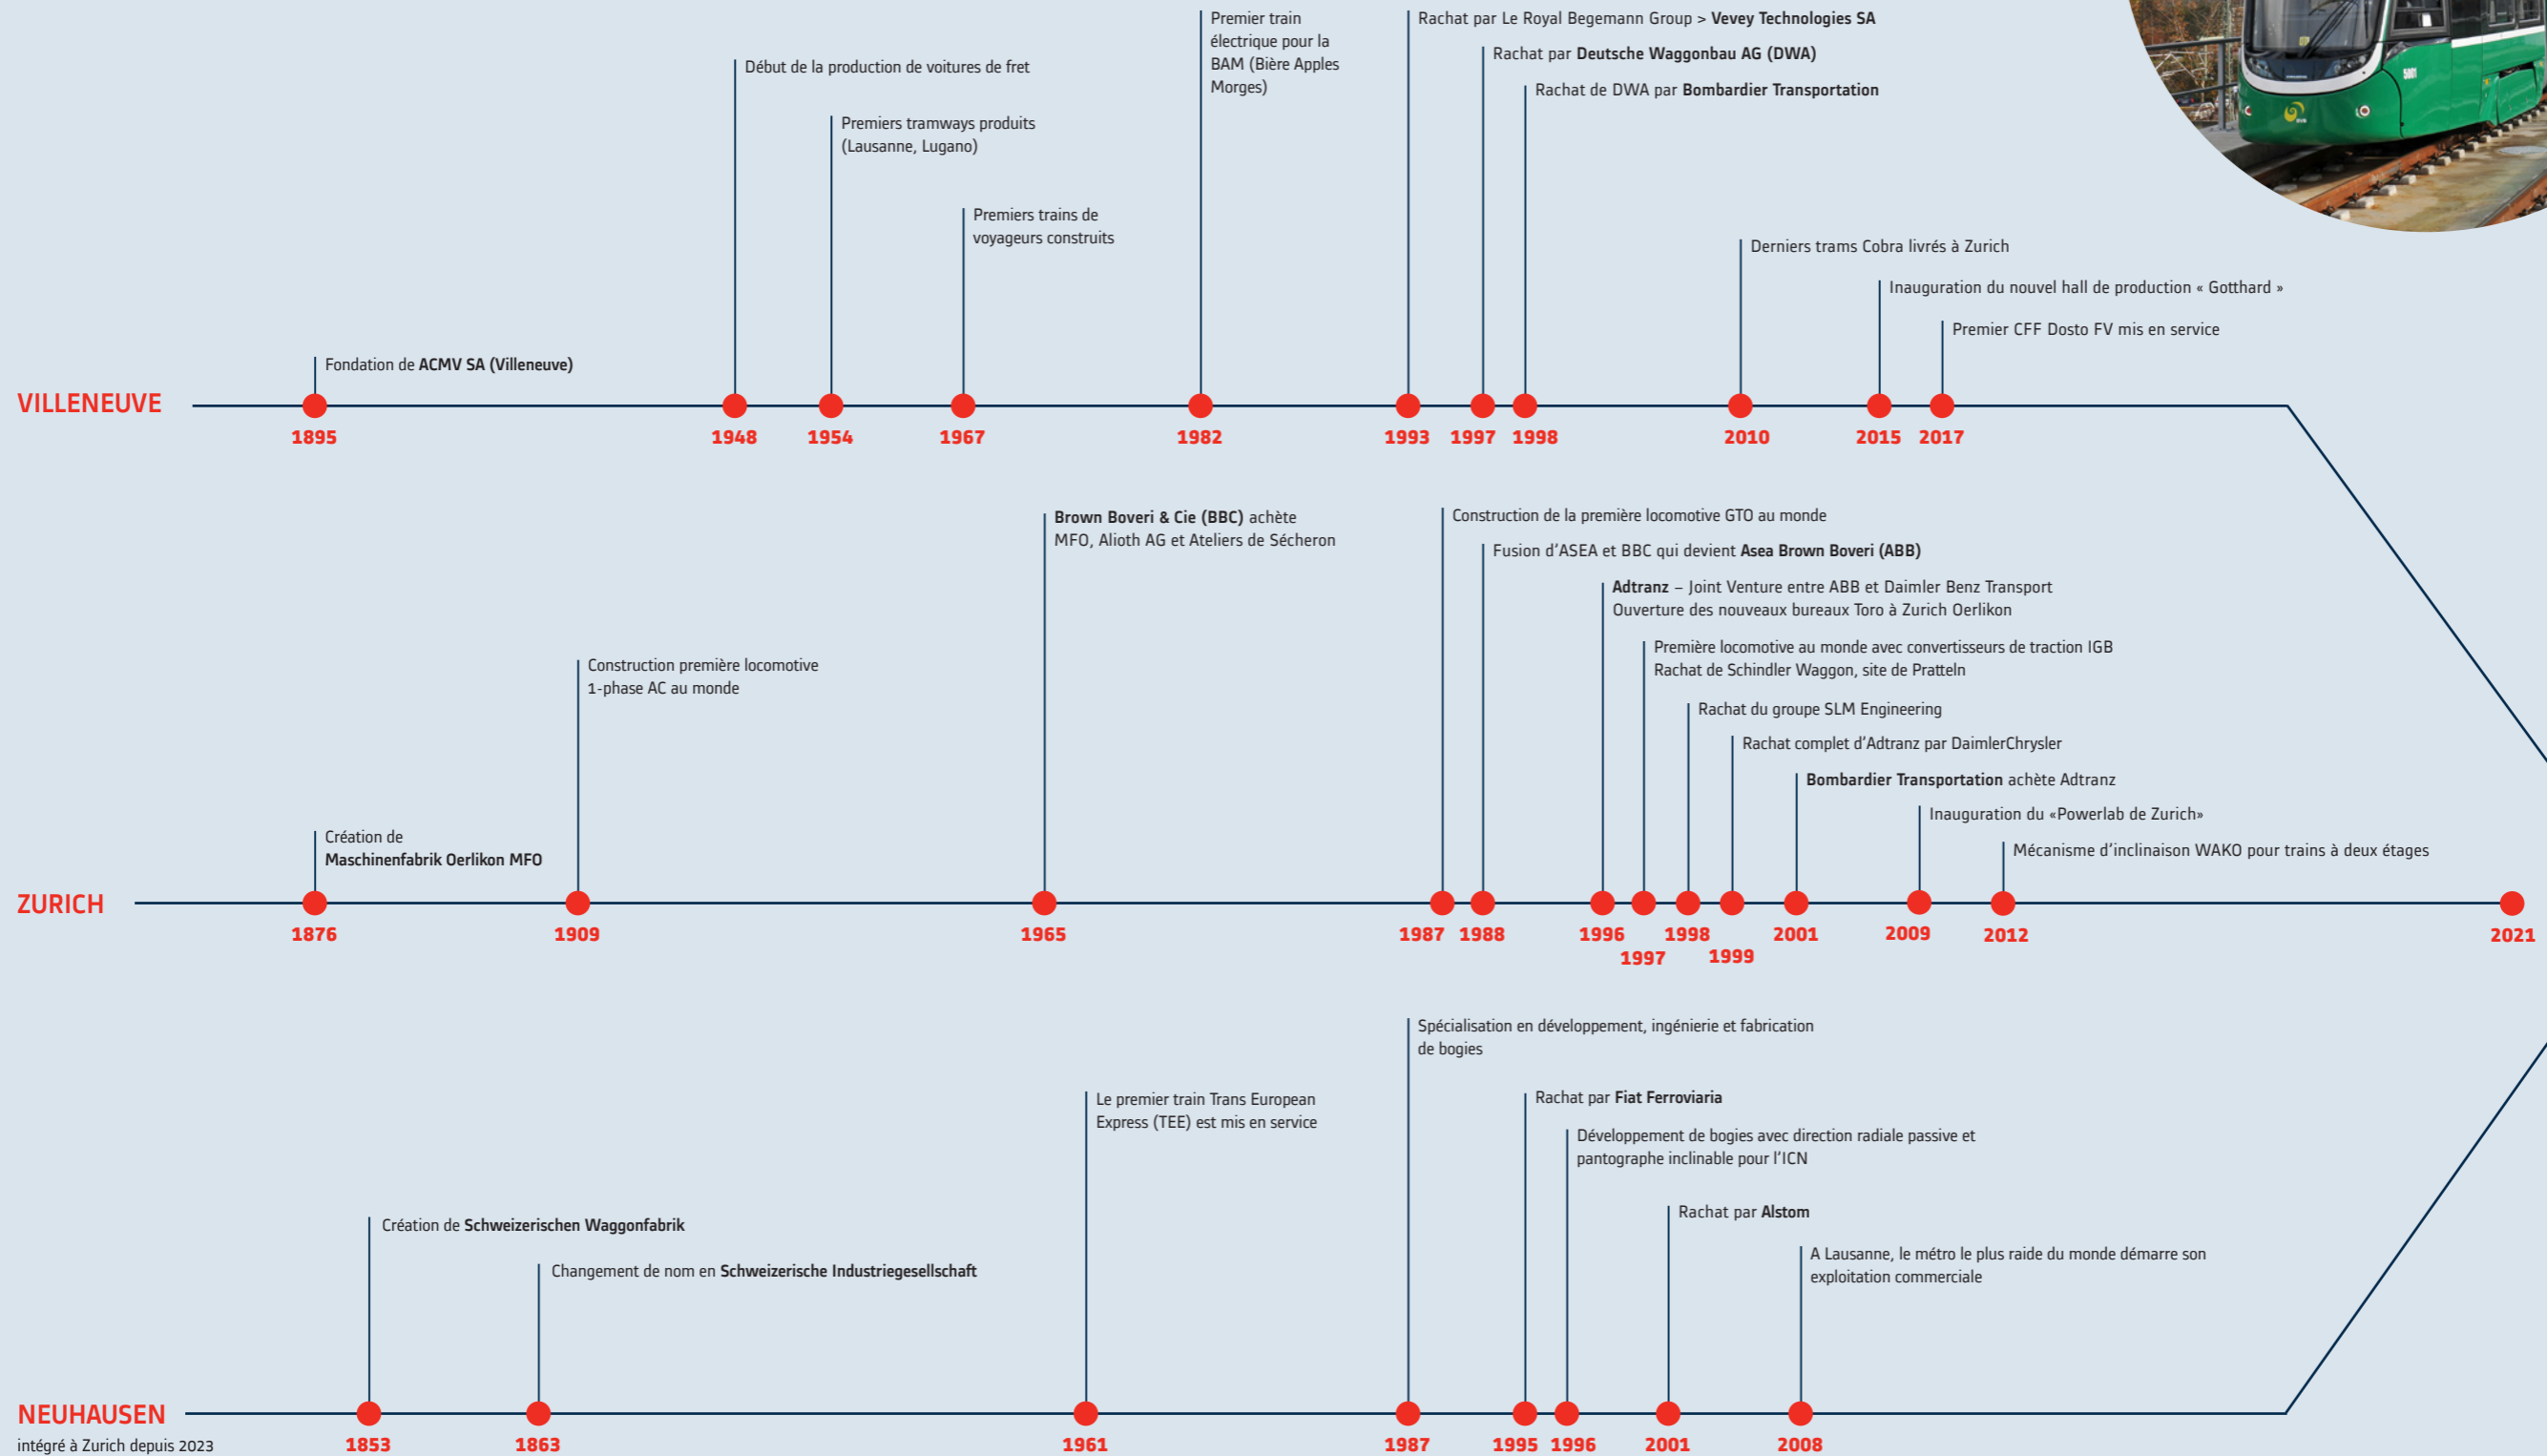 Premier train
électrique pour la
BAM (Bière Apples
Morges)
Rachat par Le Royal Begemann Group > Vevey Technologies SA
Rachat par Deutsche Waggonbau AG (DWA)
Rachat de DWA par Bombardier Transportation
Début de la production de voitures de fret
Premiers tramways produits
(Lausanne, Lugano)
Premiers trains de
voyageurs construits
Derniers trams Cobra livrés à Zurich
Inauguration du nouvel hall de production « Gotthard »
Premier CFF Dosto FV mis en service
Fondation de ACMV SA (Villeneuve)
5001
VILLENEUVE
1895 1948 1954 1967 1982 1993 1997 1998 2010 2015 2017
Brown Boveri & Cie (BBC) achète
MFO, Alioth AG et Ateliers de Sécheron
Construction de la première locomotive GTO au monde
Fusion d'ASEA et BBC qui devient Asea Brown Boveri (ABB)
Adtranz – Joint Venture entre ABB et Daimler Benz Transport
Ouverture des nouveaux bureaux Toro à Zurich Oerlikon
Première locomotive au monde avec convertisseurs de traction IGB
Rachat de Schindler Waggon, site de Pratteln
Construction première locomotive
1-phase AC au monde
Rachat du groupe SLM Engineering
Rachat complet d'Adtranz par DaimlerChrysler
Bombardier Transportation achète Adtranz
Inauguration du «Powerlab de Zurich»
Mécanisme d'inclinaison WAKO pour trains à deux étages
Création de
Maschinenfabrik Oerlikon MFO
ZURICH
1876 1909 1965 1987 1988 1996 1998 2001 2009 2012 2021
1997 1999
Spécialisation en développement, ingénierie et fabrication
de bogies
Le premier train Trans European
Express (TEE) est mis en service
Rachat par Fiat Ferroviaria
Développement de bogies avec direction radiale passive et
pantographe inclinable pour l'ICN
Rachat par Alstom
A Lausanne, le métro le plus raide du monde démarre son
exploitation commerciale
Création de Schweizerischen Waggonfabrik
Changement de nom en Schweizerische Industriegesellschaft
NEUHAUSEN
intégré à Zurich depuis 2023
1853 1863 1961 1987 1995 1996 2001 2008